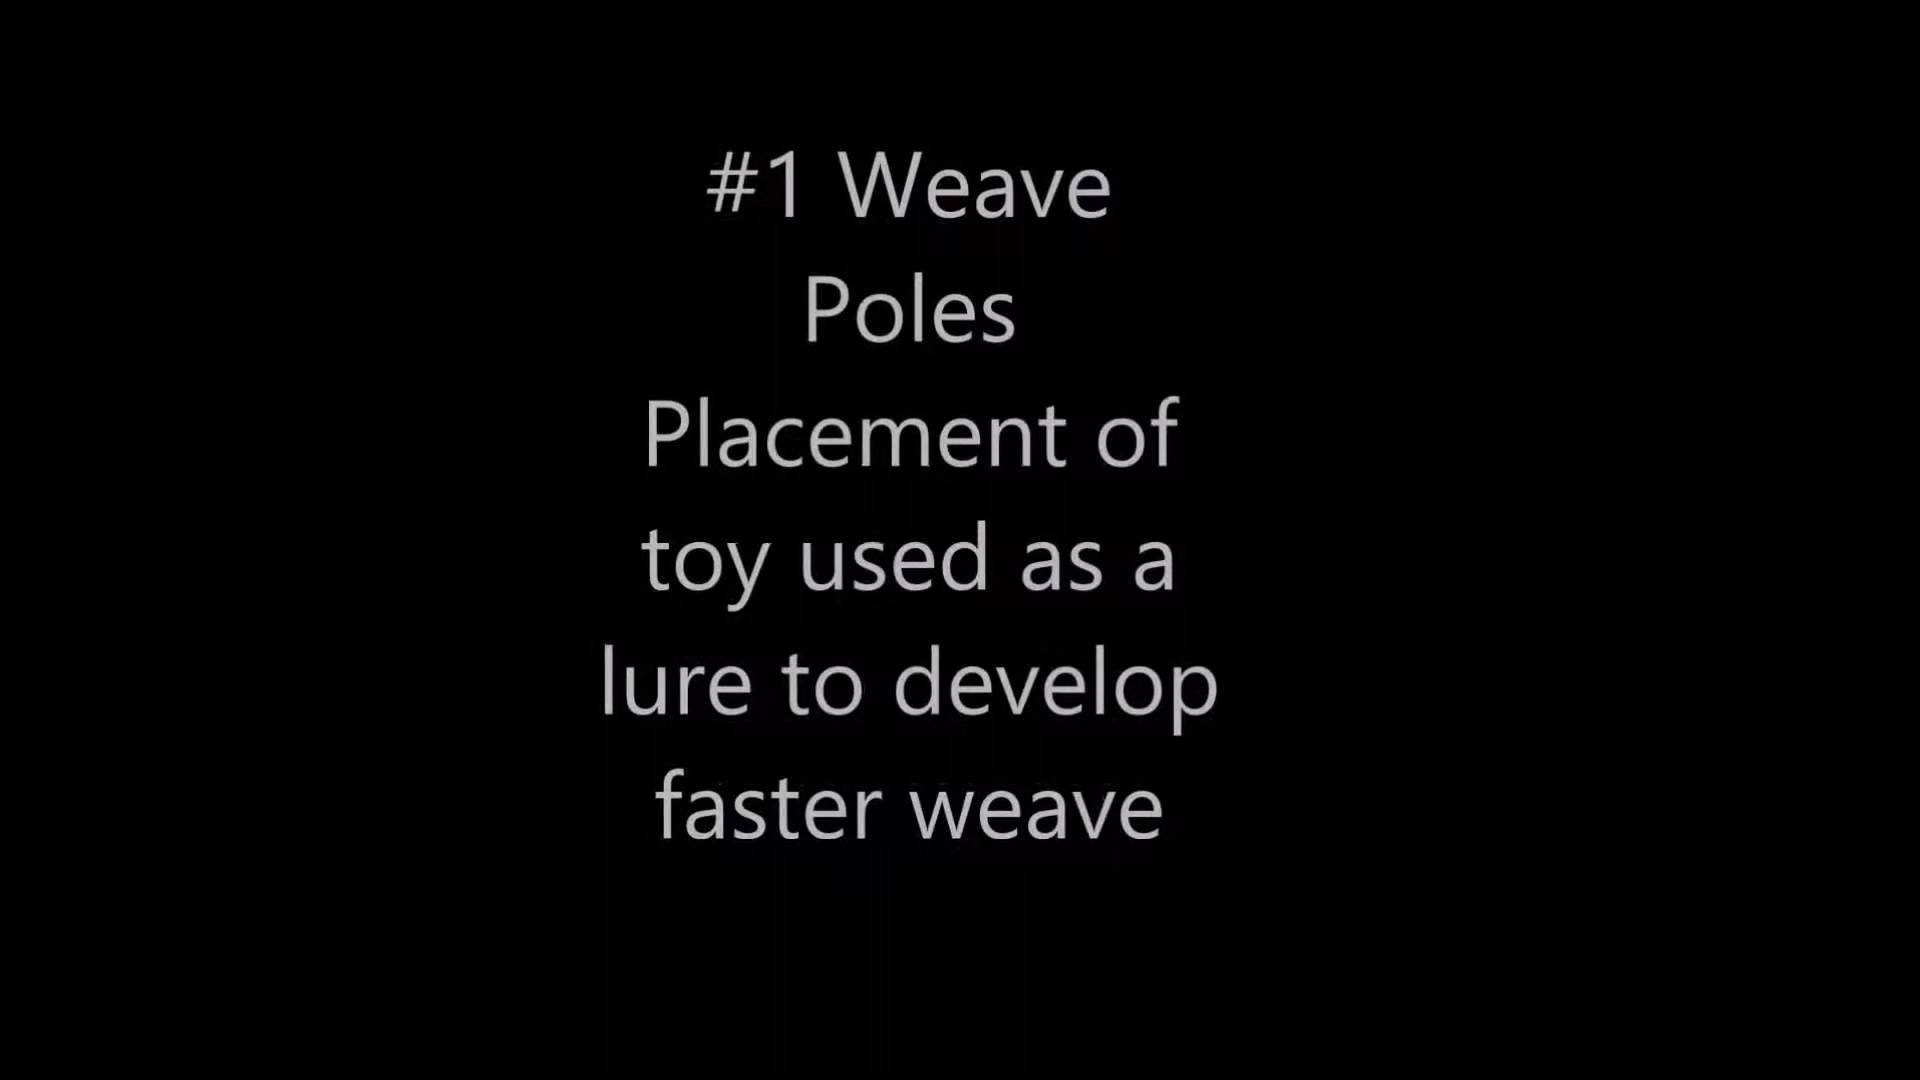 #1 Weave
Poles
Placement of
toy used as a
lure to develop
faster weave